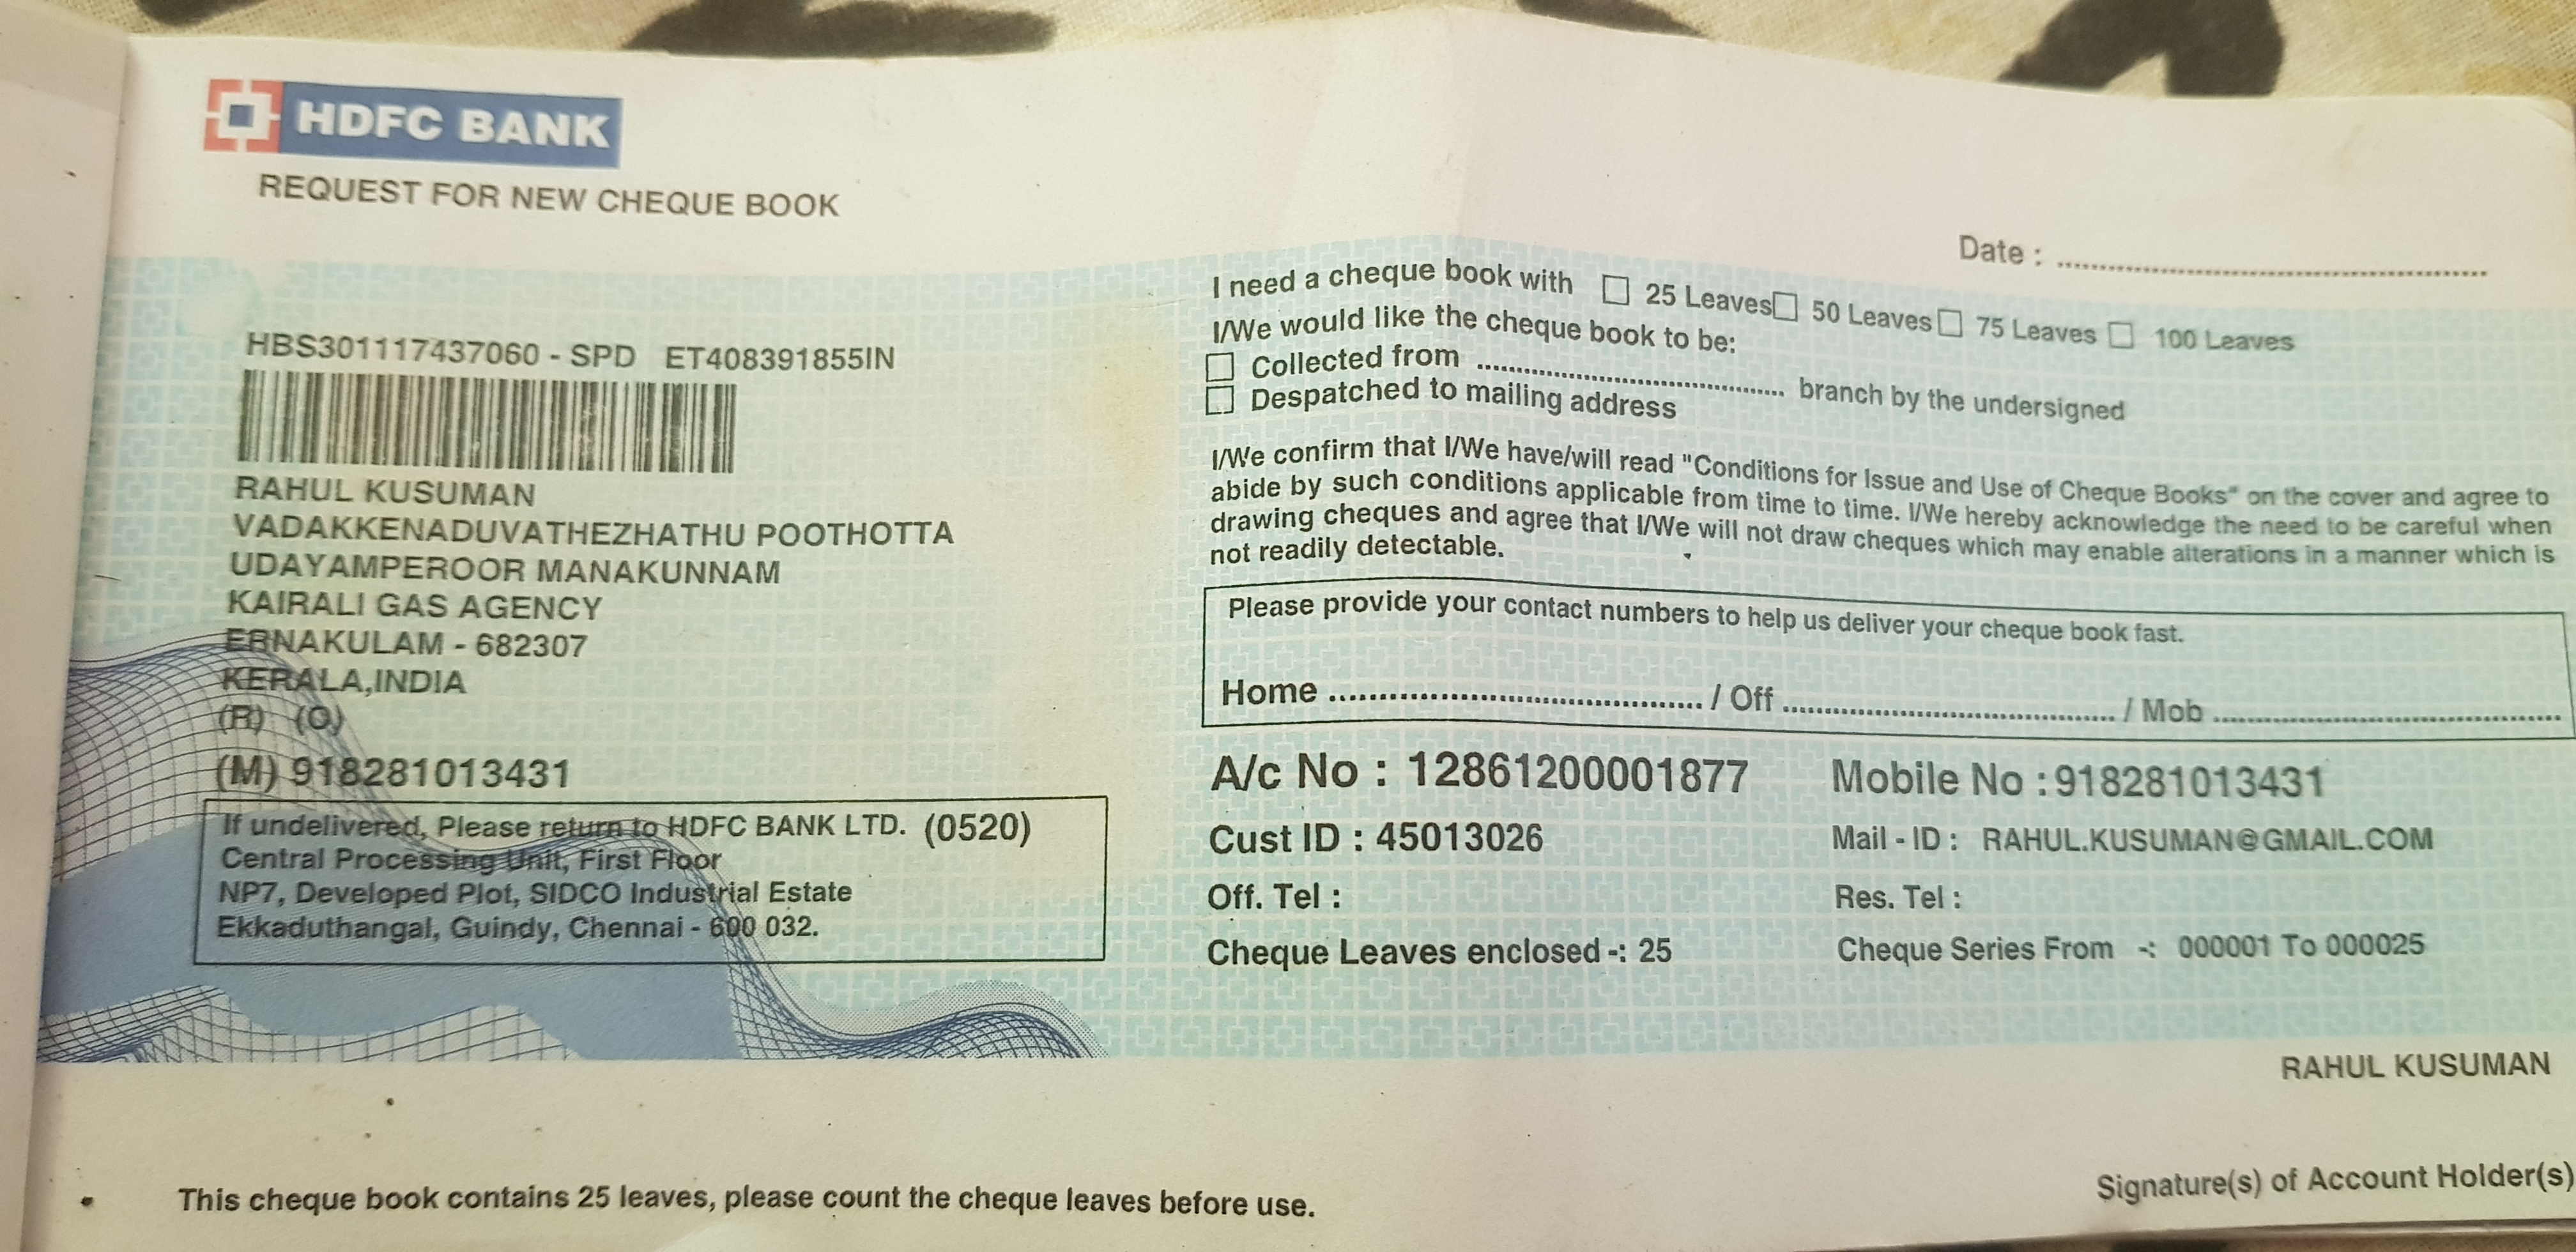 HDFC BANK
REQUEST FOR NEW CHEQUE BOOK
HBS3011174370​60 - SPD ET408391855IN
RAHUL KUSUMAN
VADAKKENADUVATHEZHATHU POOTHOTTA
UDAYAMPEROOR MANAKUNNAM
KAIRALI GAS AGENCY
ERNAKULAM - 682307
KERALA,INDIA
(R) (O)
(M) 918281013431
If undelivered, Please return to HDFC BANK LTD. (0520)
Central Processing Unit, First Floor
NP7, Developed Plot, SIDCO Industrial Estate
Ekkaduthangal, Guindy, Chennai - 600 032.
Date : ................
I need a cheque book with ☐ 25 Leaves ☐ 50 Leaves ☐ 75 Leaves ☐ 100 Leaves
I/We would like the cheque book to be:
☐ Collected from ................ branch by the undersigned
☐ Despatched to mailing address
I/We confirm that I/We have/will read "Conditions for Issue and Use of Cheque Books" on the cover and agree to
abide by such conditions applicable from time to time. I/We hereby acknowledge the need to be careful when
drawing cheques and agree that I/We will not draw cheques which may enable alterations in a manner which is
not readily detectable.
Please provide your contact numbers to help us deliver your cheque book fast.
Home ................ / Off ................ / Mob ................
A/c No : 12861200001877 Mobile No : 918281013431
Cust ID : 45013026 Mail - ID : RAHUL.KUSUMAN@GMAIL.COM
Off. Tel : Res. Tel :
Cheque Leaves enclosed -: 25 Cheque Series From -: 000001 To 000025
RAHUL KUSUMAN
• This cheque book contains 25 leaves, please count the cheque leaves before use.
Signature(s) of Account Holder(s)